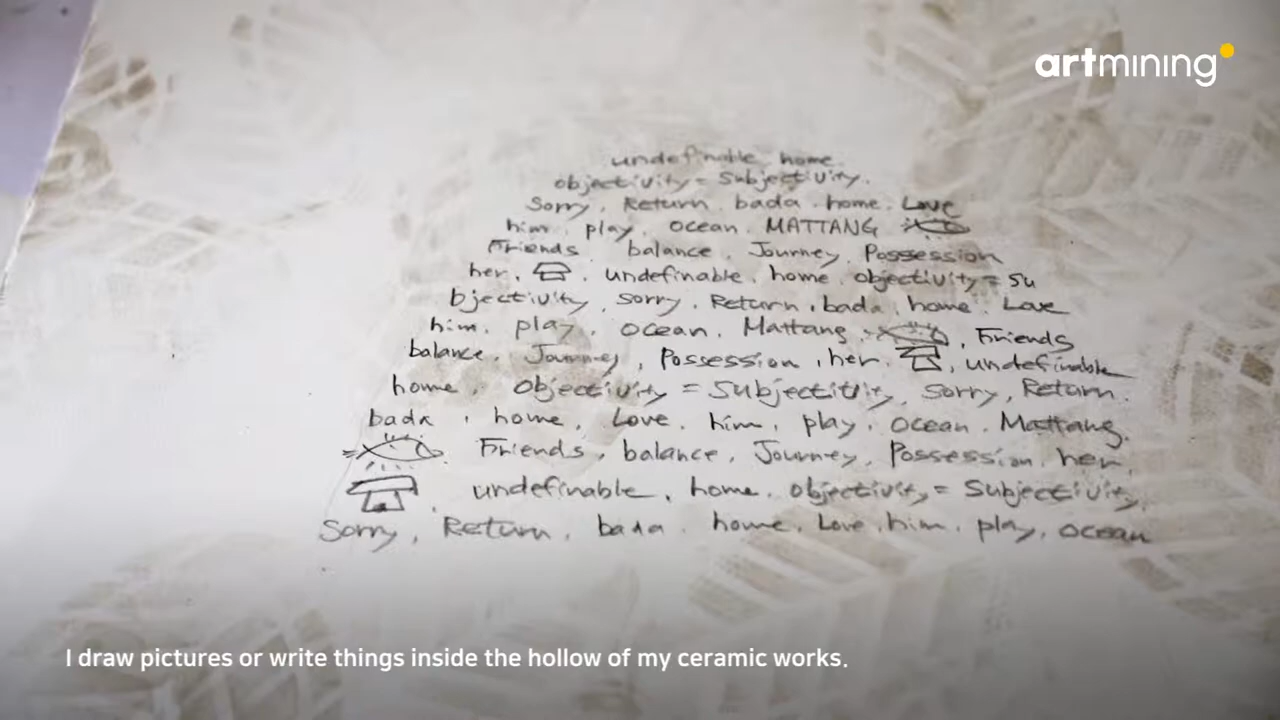 artmining
undefinable home.
objectivity = Subjectivity.
Sorry, Return bada home. Love
him play, ocean. MATTANG
Friends balance. Journey, Possession
her. undefinable. home objectivity = Su
bjectivity, sorry. Return. bada home. Love
him. play. ocean. Mattang. , Friends
balance. Journey, Possession, her. , undefinable
home, objectivity = Subjectitity, Sorry, Return.
bada, home, Love. him, play. ocean. Mattang.
Friends, balance, Journey, Possession. her.
. undefinable, home. objectivity = Subjectivity,
Sorry, Return. bada. home. Love. him. play. ocean
I draw pictures or write things inside the hollow of my ceramic works.